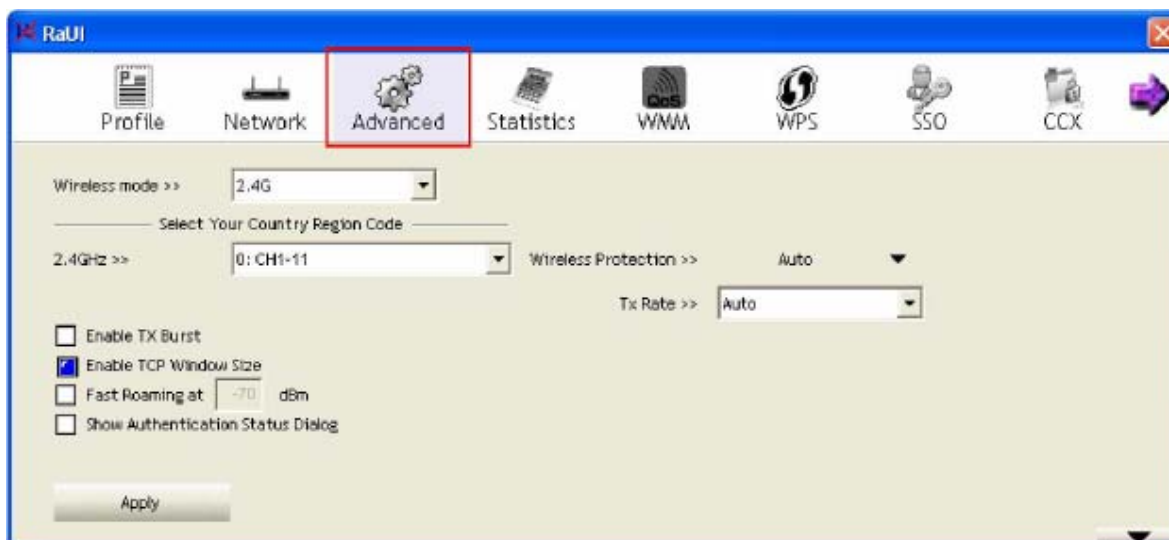 RaUI
Profile Network Advanced Statistics WMM WPS SSO CCX
QoS
Wireless mode >> 2.4G
Select Your Country Region Code
2.4GHz >> 0: CH1-11 Wireless Protection >> Auto
Tx Rate >> Auto
Enable TX Burst
Enable TCP Window Size
Fast Roaming at -70 dBm
Show Authentication Status Dialog
Apply